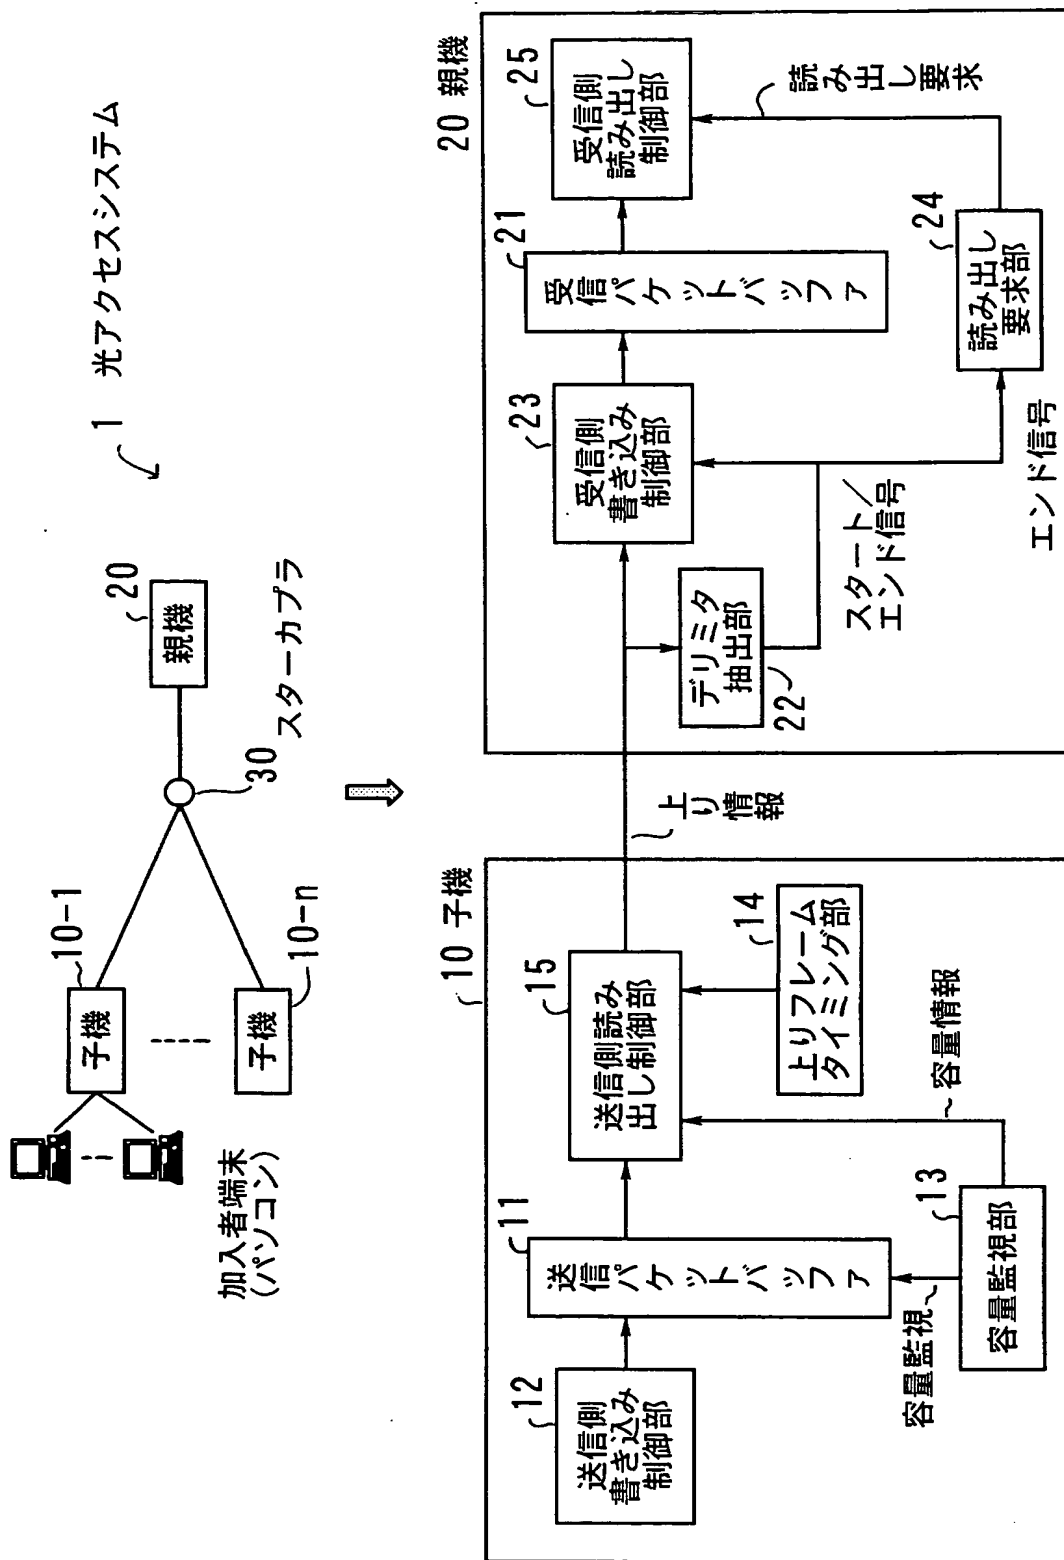 1 光アクセスシステム
10-1
子機
10-n
子機
加入者端末
(パソコン)
30
スターカプラ
20
親機
10 子機
12
送信側
書き込み
制御部
11
送信パケットバッファ
15
送信側読み
出し制御部
13
容量監視部
容量監視
容量情報
14
上りフレーム
タイミング部
上り
情報
20 親機
デリミタ
抽出部
22
23
受信側
書き込み
制御部
21
受信パケットバッファ
25
受信側
読み出し
制御部
スタート/
エンド信号
エンド信号
24
読み出し
要求部
読み出し
要求